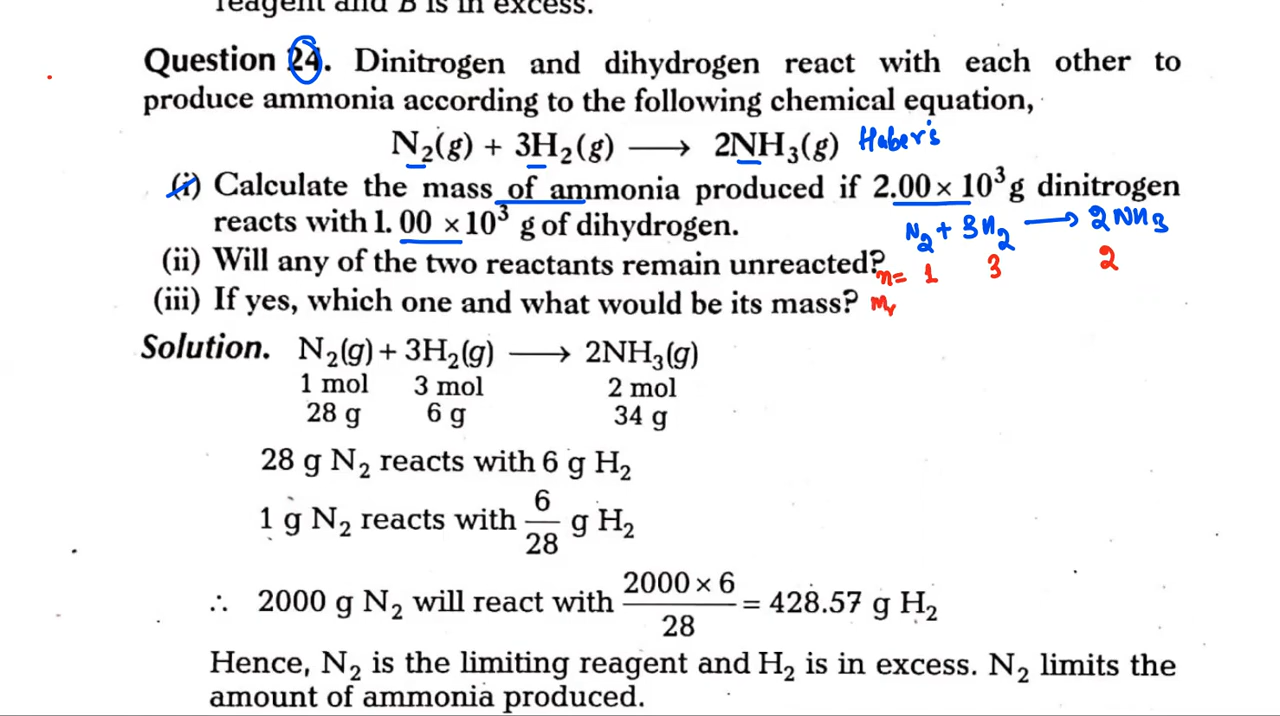 reagent and B is in excess.
Question 24. Dinitrogen and dihydrogen react with each other to
produce ammonia according to the following chemical equation,
N₂(g) + 3H₂(g) ⟶ 2NH₃(g) Haber's
(i) Calculate the mass of ammonia produced if 2.00 × 10³ g dinitrogen
reacts with 1. 00 × 10³ g of dihydrogen.
N₂ + 3H₂ ⟶ 2NH₃
(ii) Will any of the two reactants remain unreacted?
n= 1 3 2
(iii) If yes, which one and what would be its mass?
Solution. N₂(g) + 3H₂(g) ⟶ 2NH₃(g)
1 mol 3 mol 2 mol
28 g 6 g 34 g
28 g N₂ reacts with 6 g H₂
1 g N₂ reacts with 6/28 g H₂
∴ 2000 g N₂ will react with 2000 × 6/28 = 428.57 g H₂
Hence, N₂ is the limiting reagent and H₂ is in excess. N₂ limits the
amount of ammonia produced.